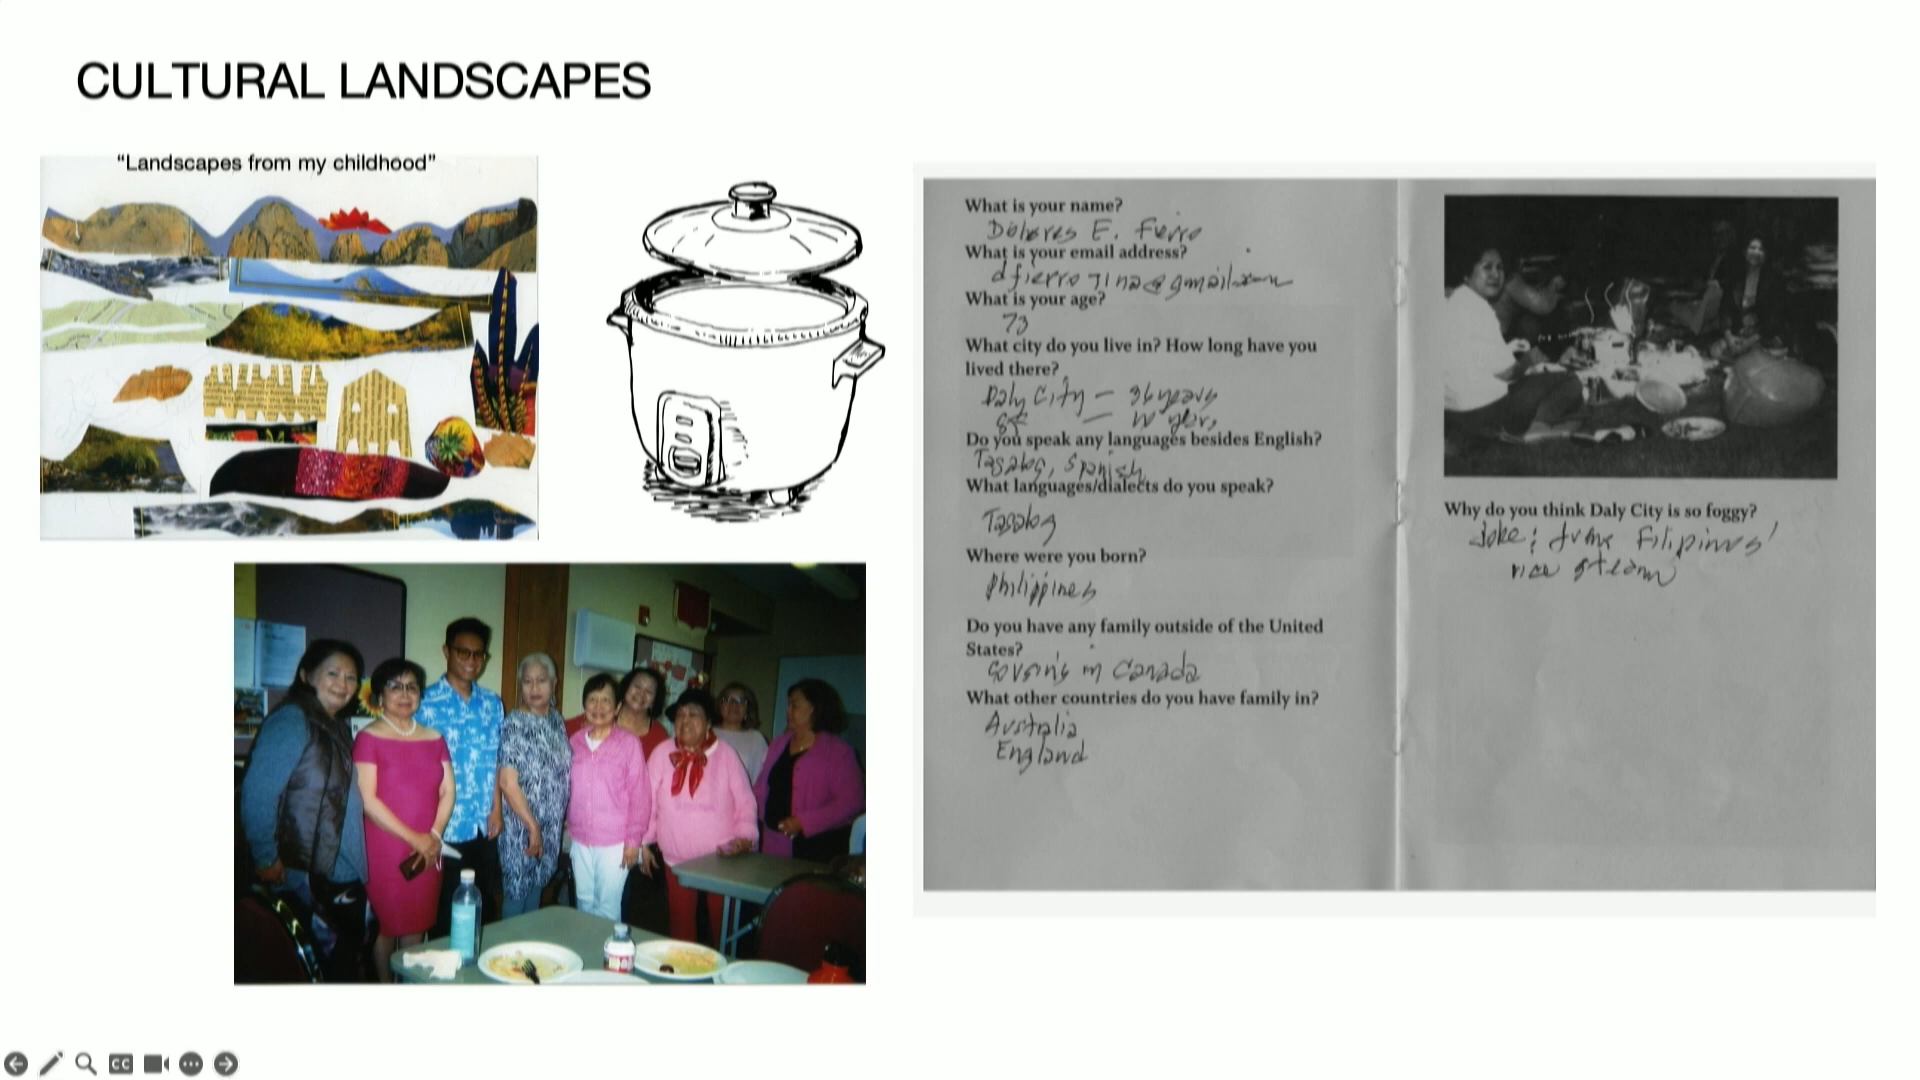 CULTURAL LANDSCAPES
“Landscapes from my childhood”
What is your name?
Dolores E. Fierro
What is your email address?
What is your age?
73
What city do you live in? How long have you
lived there?
Daly City – 36 years
SF –
Do you speak any languages besides English?
Tagalog, Spanish
What languages/dialects do you speak?
Tagalog
Where were you born?
Philippines
Do you have any family outside of the United
States?
cousins in Canada
What other countries do you have family in?
Australia
England
Why do you think Daly City is so foggy?
Joke: from Filipinos'
rice steam
CC